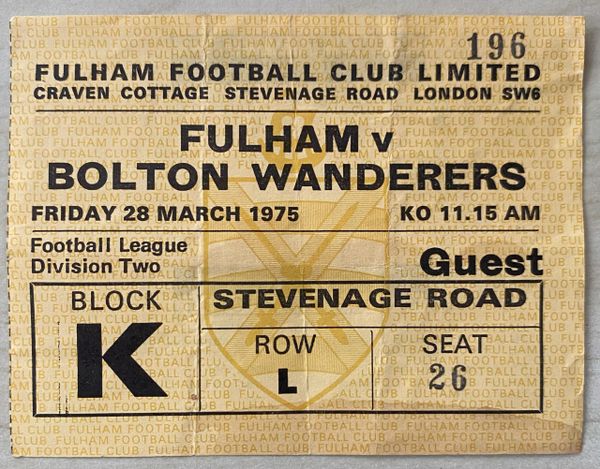 196
FULHAM FOOTBALL CLUB LIMITED
CRAVEN COTTAGE STEVENAGE ROAD LONDON SW6
FULHAM v
BOLTON WANDERERS
FRIDAY 28 MARCH 1975 KO 11.15 AM
Football League
Division Two
Guest
BLOCK
K
STEVENAGE ROAD
ROW
L
SEAT
26